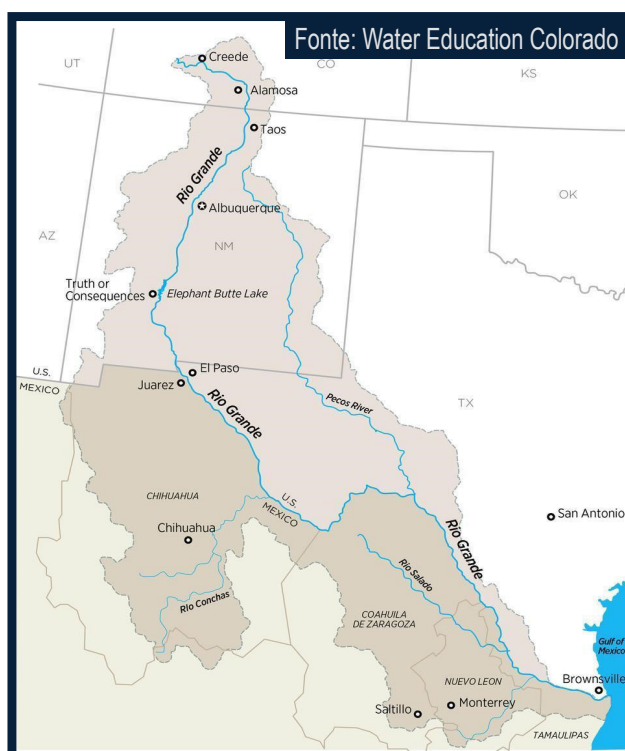 Fonte: Water Education Colorado
Creede
UT
CO
KS
Alamosa
Taos
Rio Grande
OK
Albuquerque
AZ
NM
Truth or
Consequences
Elephant Butte Lake
El Paso
U.S.
MEXICO
Juarez
Rio Grande
Pecos River
TX
CHIHUAHUA
U.S.
MEXICO
San Antonio
Chihuahua
Rio Grande
Rio Salado
Río Conchas
COAHUILA
DE ZARAGOZA
Gulf of
Mexico
NUEVO LEON
Brownsville
Saltillo
Monterrey
TAMAULIPAS